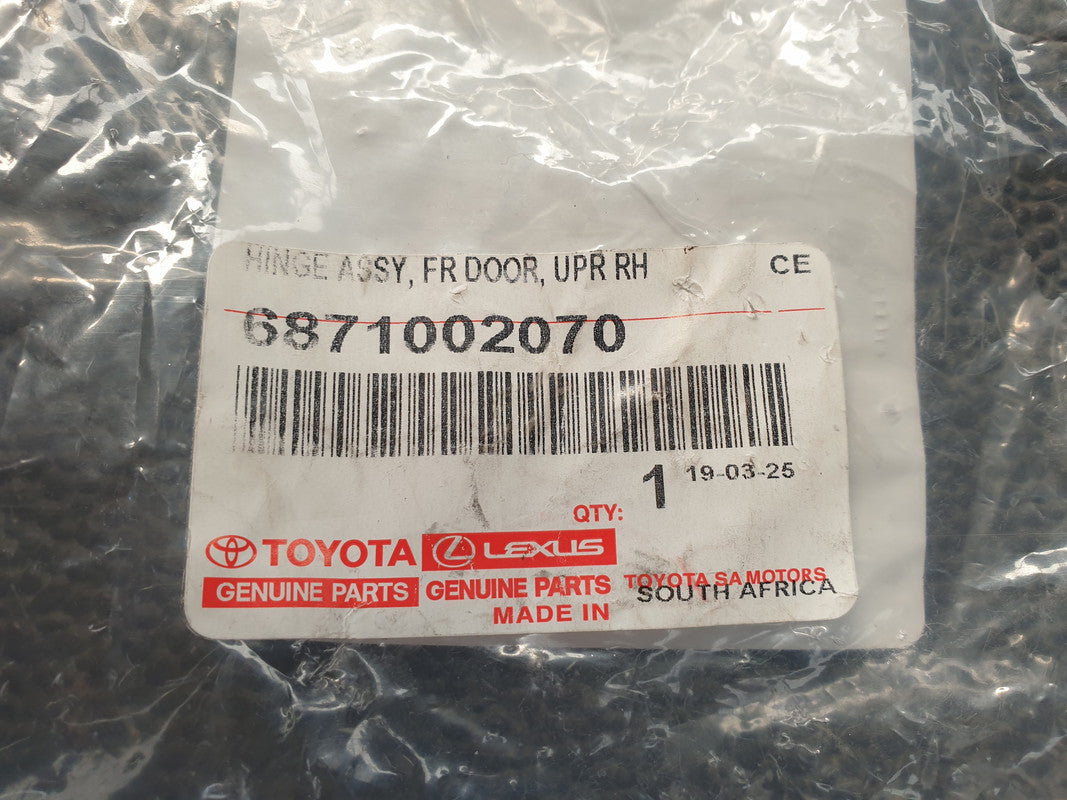 HINGE ASSY, FR DOOR, UPR RH CE
6871002070
1 19-03-25
QTY:
TOYOTA LEXUS
GENUINE PARTS GENUINE PARTS TOYOTA SA MOTORS
MADE IN SOUTH AFRICA